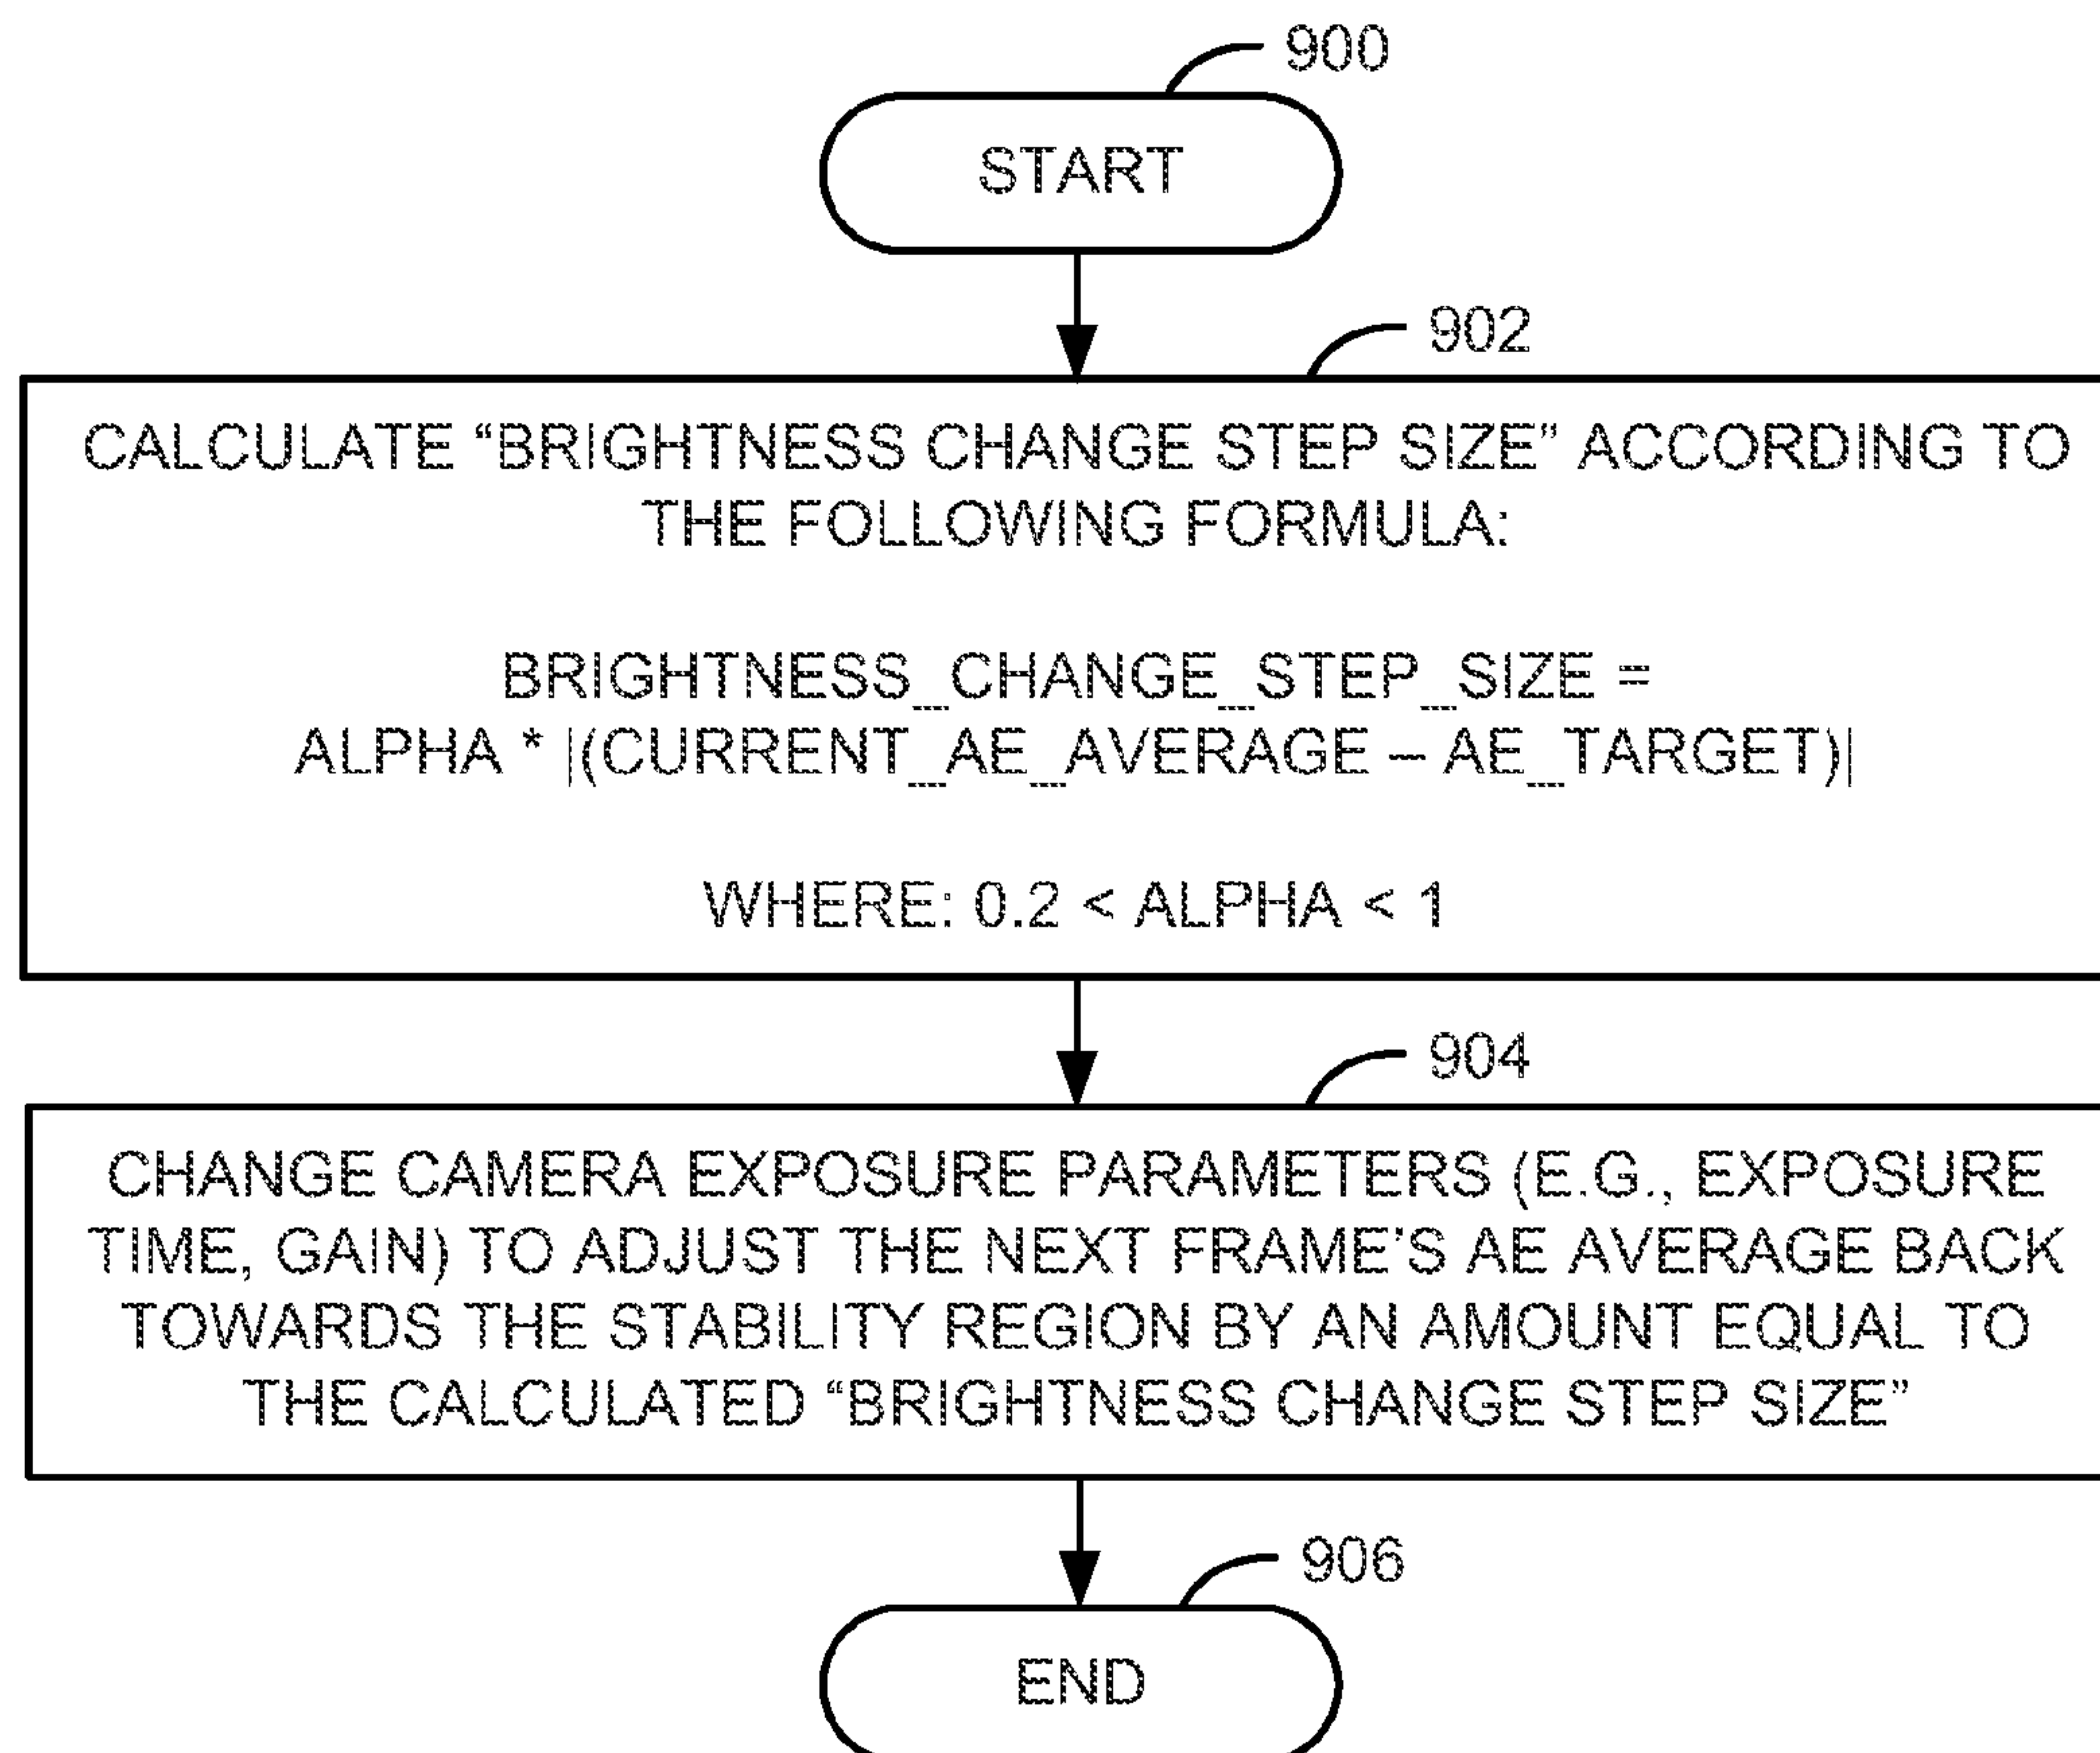 900
START
902
CALCULATE “BRIGHTNESS CHANGE STEP SIZE” ACCORDING TO
THE FOLLOWING FORMULA:
BRIGHTNESS_CHANGE_STEP_SIZE =
ALPHA * |(CURRENT_AE_AVERAGE – AE_TARGET)|
WHERE: 0.2 < ALPHA < 1
904
CHANGE CAMERA EXPOSURE PARAMETERS (E.G., EXPOSURE
TIME, GAIN) TO ADJUST THE NEXT FRAME’S AE AVERAGE BACK
TOWARDS THE STABILITY REGION BY AN AMOUNT EQUAL TO
THE CALCULATED “BRIGHTNESS CHANGE STEP SIZE”
906
END